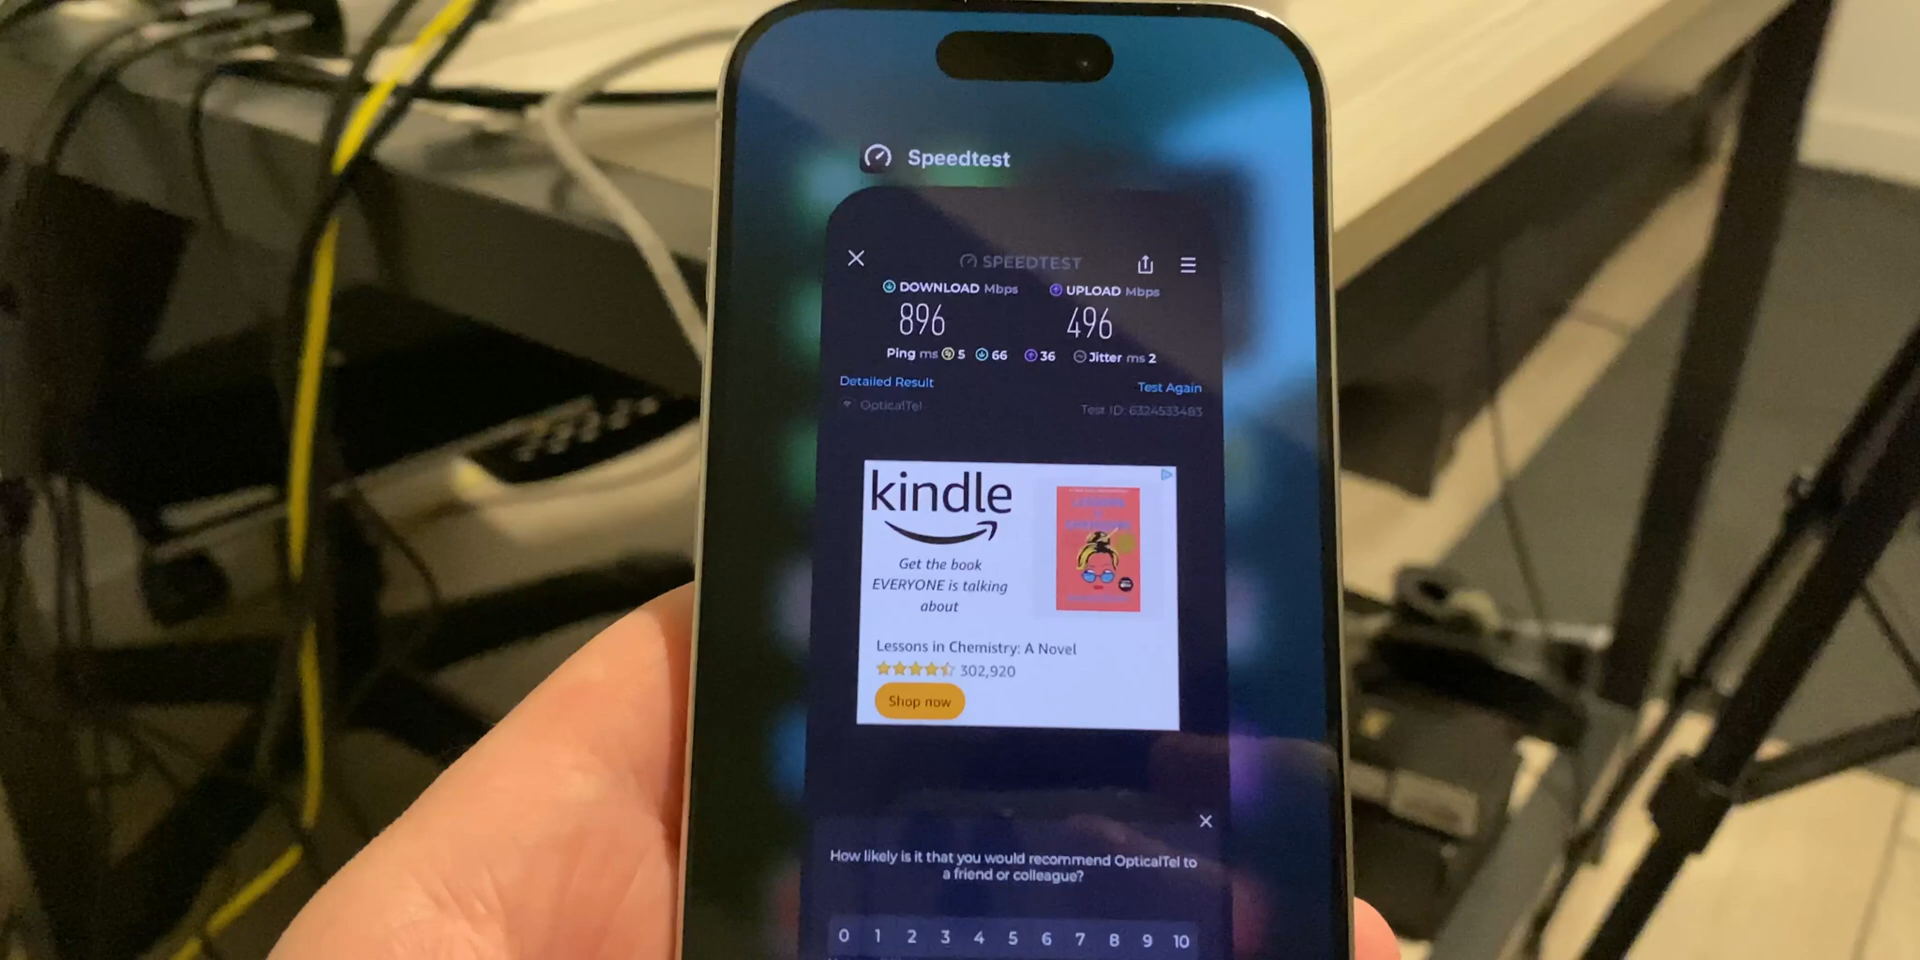 Speedtest
SPEEDTEST
DOWNLOAD Mbps
UPLOAD Mbps
896
496
Ping ms 5 66 36 Jitter ms 2
Detailed Result
Test Again
OpticalTel
Test ID: 6324533483
kindle
Get the book
EVERYONE is talking
about
Lessons in Chemistry: A Novel
302,920
Shop now
How likely is it that you would recommend OpticalTel to
a friend or colleague?
0 1 2 3 4 5 6 7 8 9 10